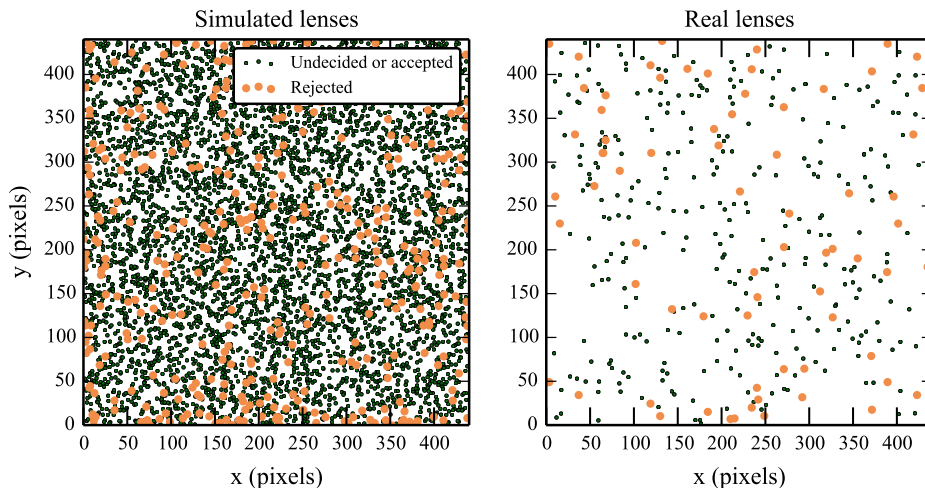 Simulated lenses
Real lenses
Undecided or accepted
Rejected
400
350
300
250
200
150
100
50
0
y (pixels)
0 50 100 150 200 250 300 350 400
x (pixels)
400
350
300
250
200
150
100
50
0
0 50 100 150 200 250 300 350 400
x (pixels)